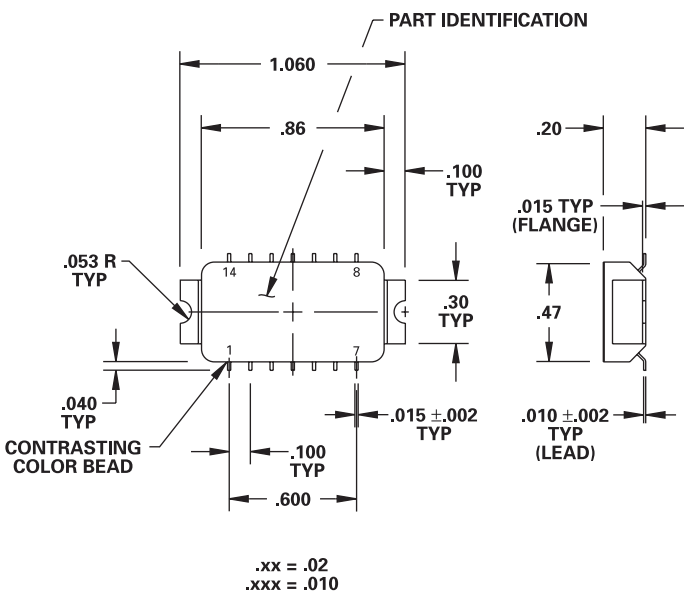 PART IDENTIFICATION
1.060
.86
.20
.100
TYP
.015 TYP
(FLANGE)
.053 R
TYP
14
8
.30
TYP
.47
1
7
.040
TYP
.015 ±.002
TYP
.010 ±.002
TYP
(LEAD)
CONTRASTING
COLOR BEAD
.100
TYP
.600
.xx = .02
.xxx = .010